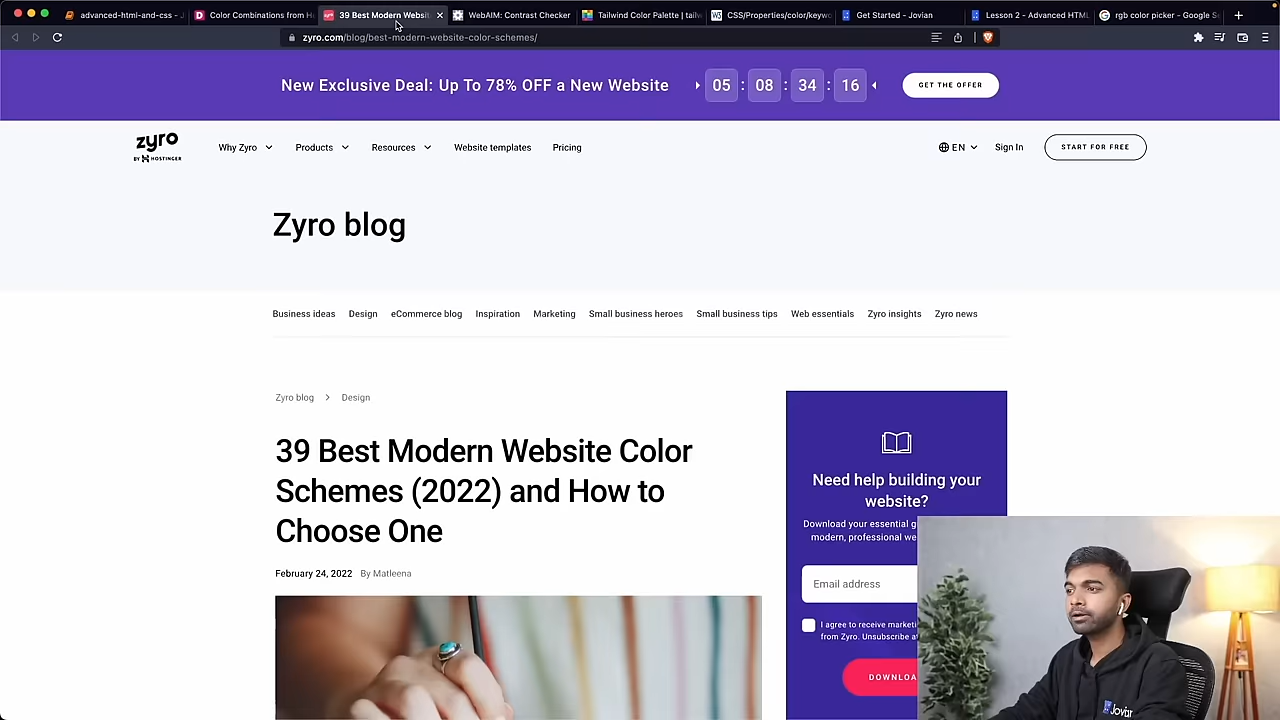 advanced-html-and-css -
Color Combinations from H
39 Best Modern Websi
WebAIM: Contrast Checker
Tailwind Color Palette | tail
CSS/Properties/color/keyw
Get Started - Jovian
Lesson 2 - Advanced HTML
rgb color picker - Google S
zyro.com/blog/best-modern-website-color-schemes/
New Exclusive Deal: Up To 78% OFF a New Website
05 : 08 : 34 : 16
GET THE OFFER
zyro
BY HOSTINGER
Why Zyro
Products
Resources
Website templates
Pricing
EN
Sign In
START FOR FREE
Zyro blog
Business ideas
Design
eCommerce blog
Inspiration
Marketing
Small business heroes
Small business tips
Web essentials
Zyro insights
Zyro news
Zyro blog > Design
39 Best Modern Website Color
Schemes (2022) and How to
Choose One
February 24, 2022 By Matleena
Need help building your
website?
Download your essential g
modern, professional we
Email address
I agree to receive marketi
from Zyro. Unsubscribe a
DOWNLOA
Jovian